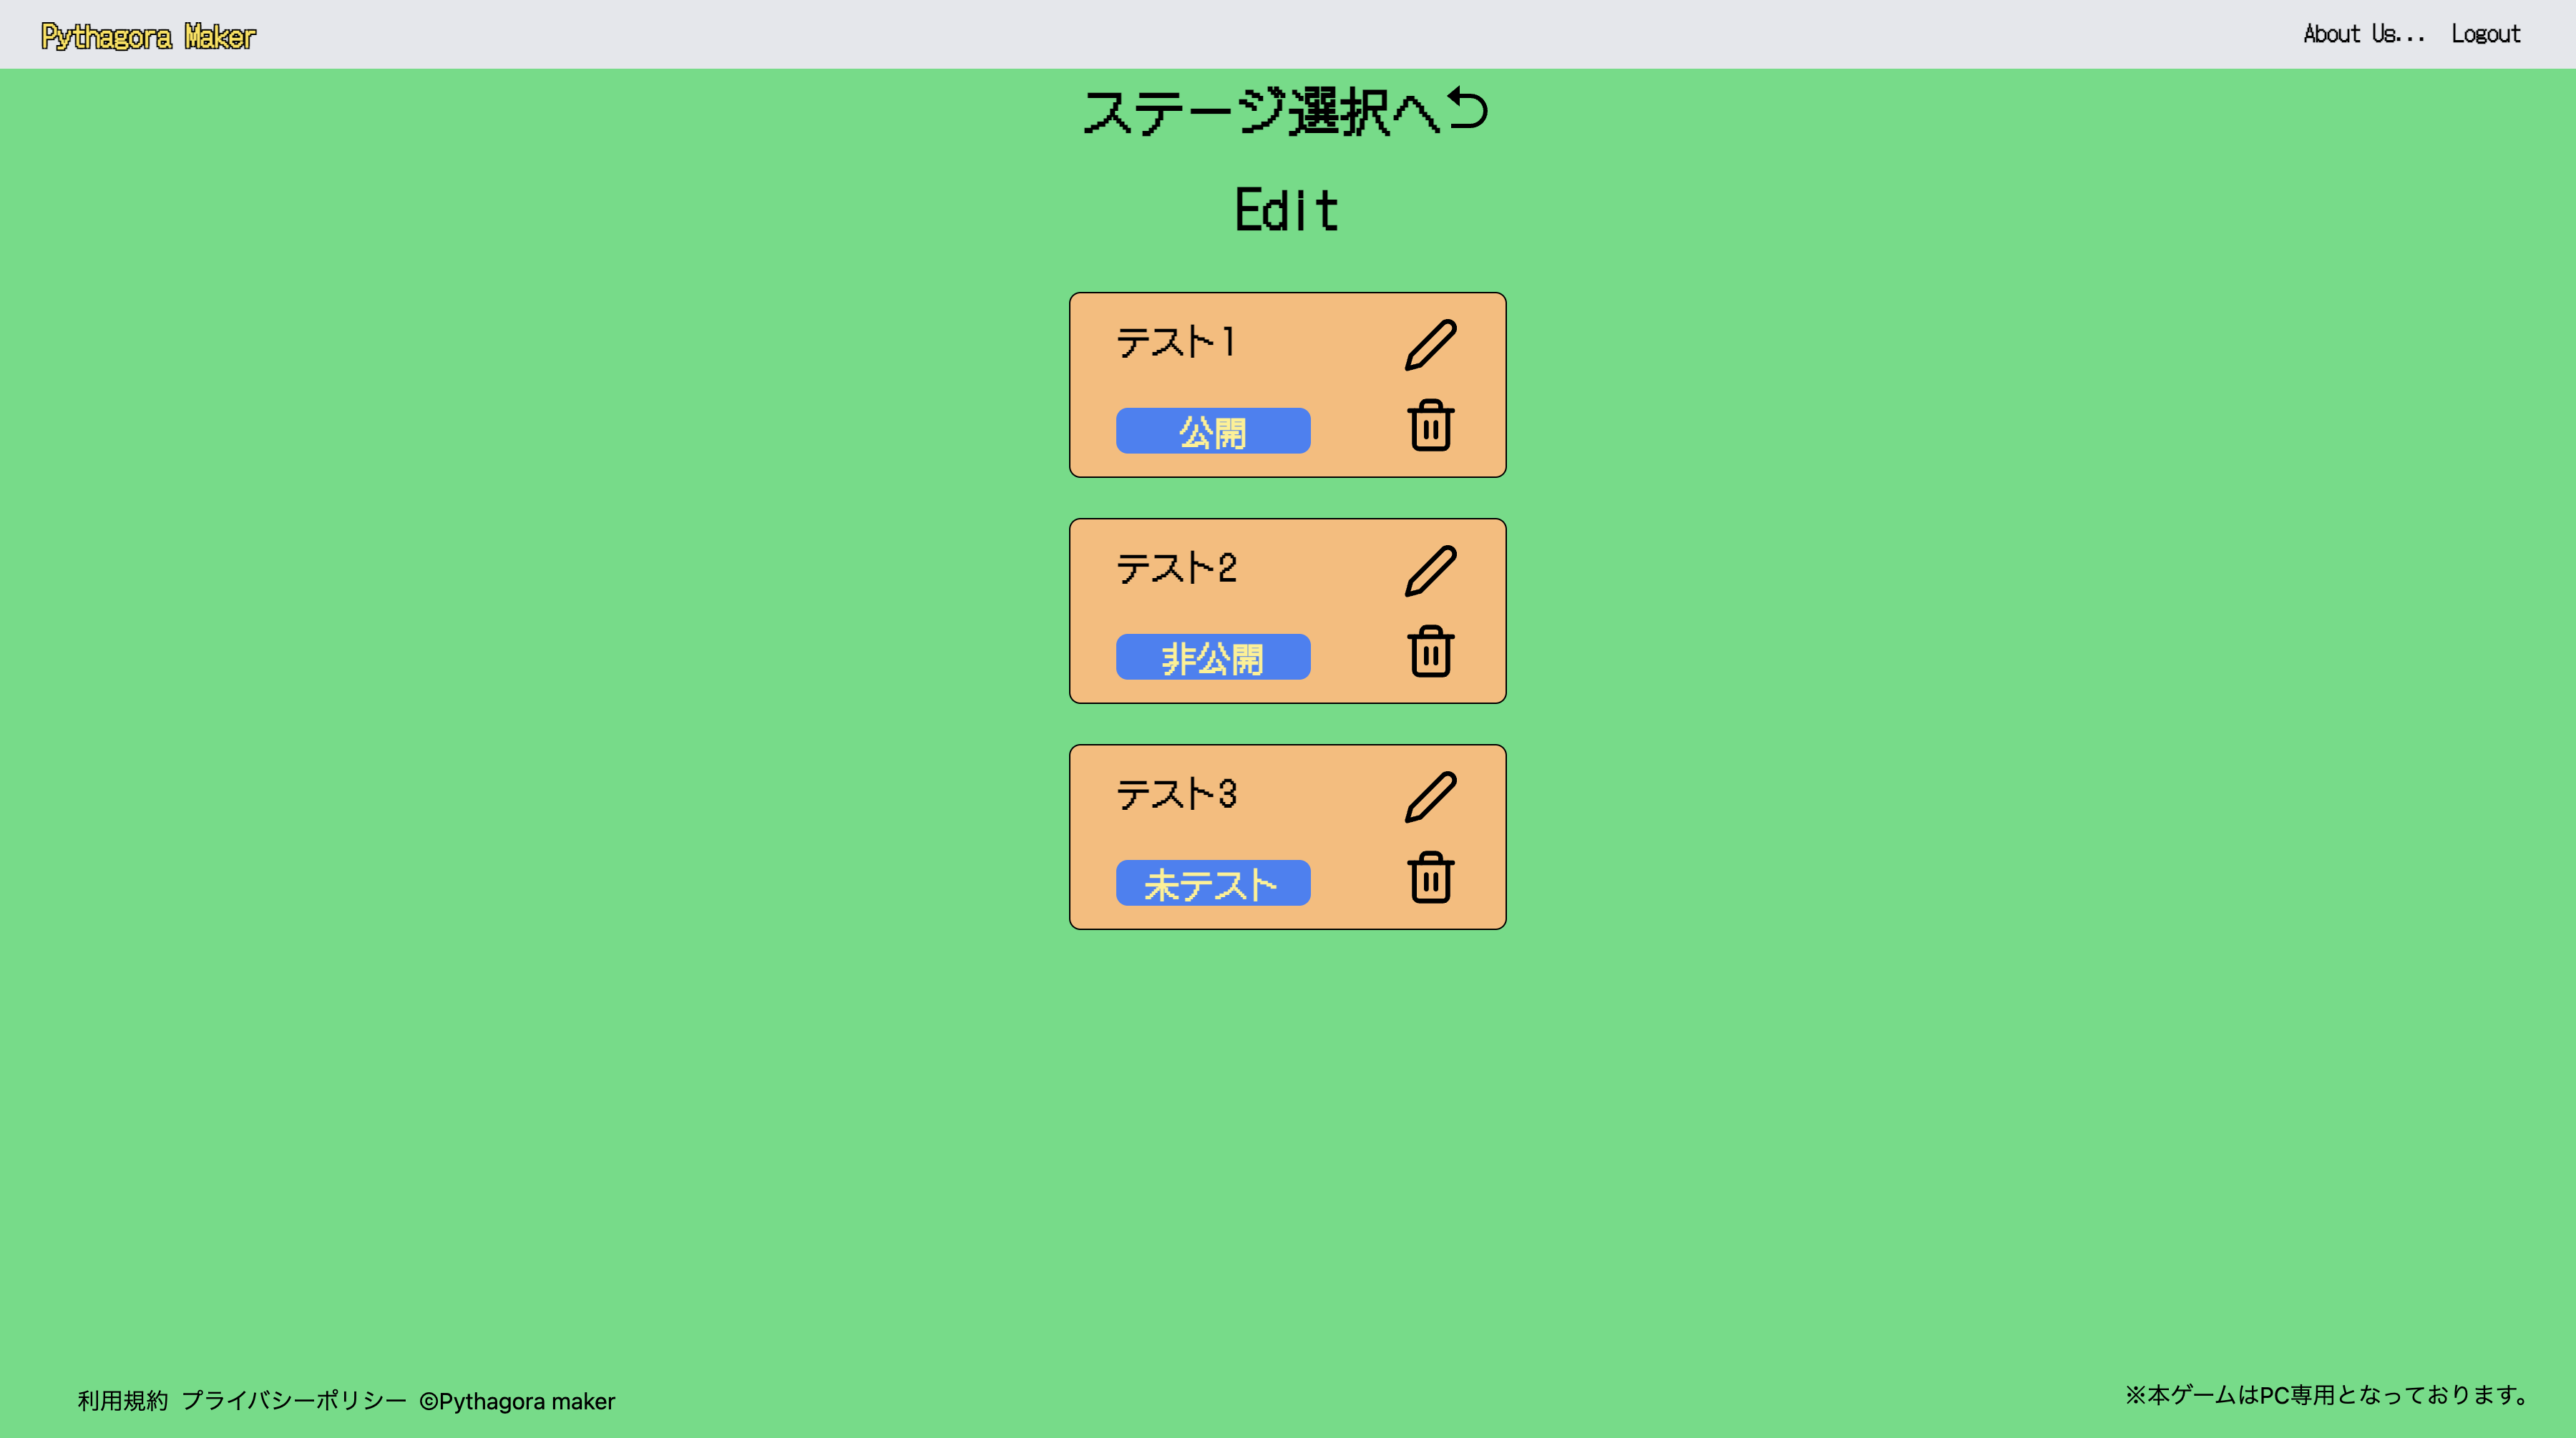 Pythagora Maker
About Us... Logout
ステージ選択へ
Edit
テスト1
公開
テスト2
非公開
テスト3
未テスト
利用規約 プライバシーポリシー ©Pythagora maker
※本ゲームはPC専用となっております。